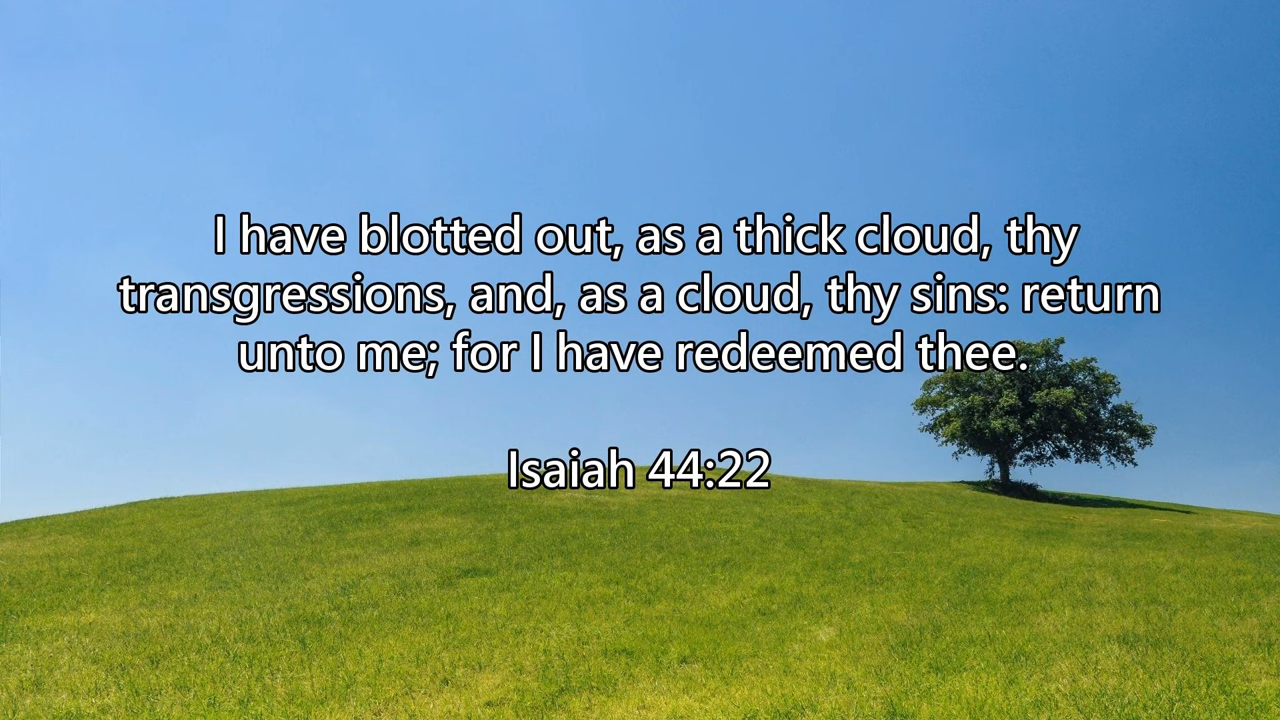 I have blotted out, as a thick cloud, thy
transgressions, and, as a cloud, thy sins: return
unto me; for I have redeemed thee.
Isaiah 44:22